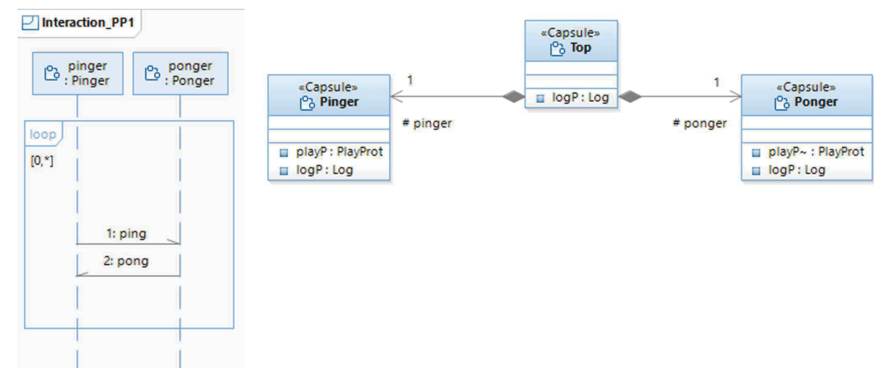 Interaction_PP1
pinger
: Pinger
ponger
: Ponger
loop
[0,*]
1: ping
2: pong
«Capsule»
Pinger
playP : PlayProt
logP : Log
1
# pinger
«Capsule»
Top
logP : Log
1
# ponger
«Capsule»
Ponger
playP~ : PlayProt
logP : Log